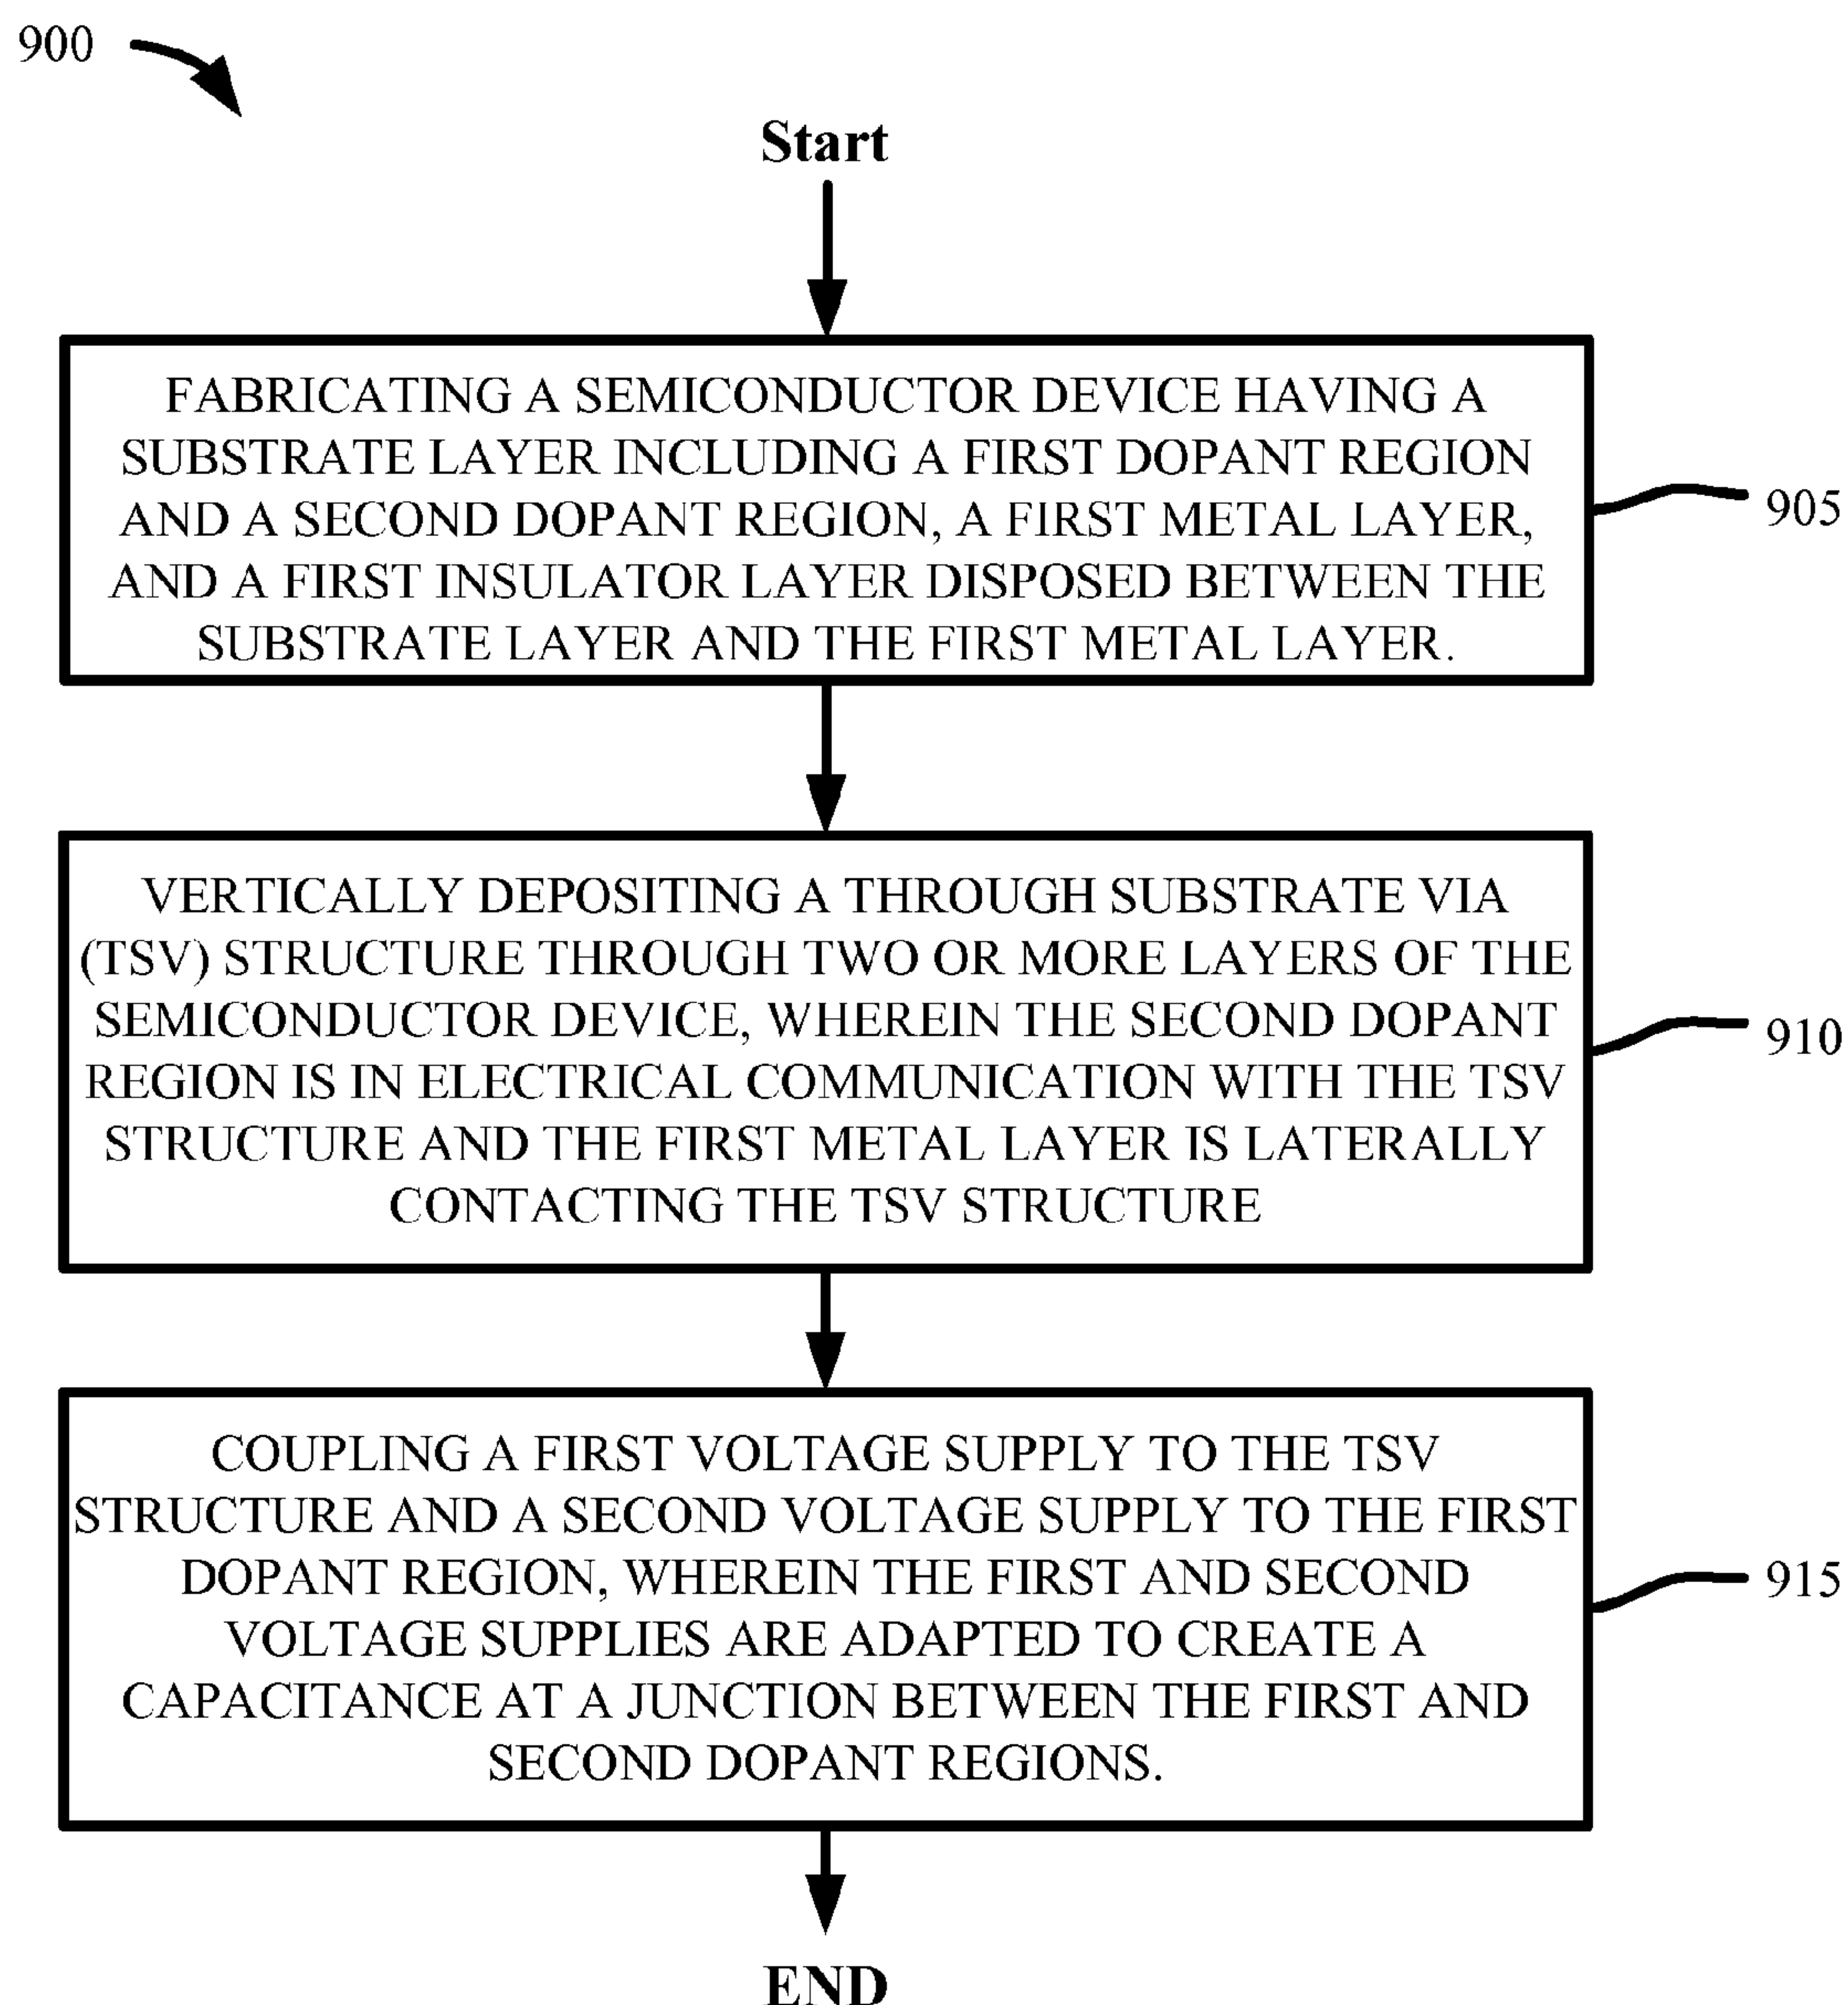 900
Start
FABRICATING A SEMICONDUCTOR DEVICE HAVING A
SUBSTRATE LAYER INCLUDING A FIRST DOPANT REGION
AND A SECOND DOPANT REGION, A FIRST METAL LAYER,
AND A FIRST INSULATOR LAYER DISPOSED BETWEEN THE
SUBSTRATE LAYER AND THE FIRST METAL LAYER.
905
VERTICALLY DEPOSITING A THROUGH SUBSTRATE VIA
(TSV) STRUCTURE THROUGH TWO OR MORE LAYERS OF THE
SEMICONDUCTOR DEVICE, WHEREIN THE SECOND DOPANT
REGION IS IN ELECTRICAL COMMUNICATION WITH THE TSV
STRUCTURE AND THE FIRST METAL LAYER IS LATERALLY
CONTACTING THE TSV STRUCTURE
910
COUPLING A FIRST VOLTAGE SUPPLY TO THE TSV
STRUCTURE AND A SECOND VOLTAGE SUPPLY TO THE FIRST
DOPANT REGION, WHEREIN THE FIRST AND SECOND
VOLTAGE SUPPLIES ARE ADAPTED TO CREATE A
CAPACITANCE AT A JUNCTION BETWEEN THE FIRST AND
SECOND DOPANT REGIONS.
915
END